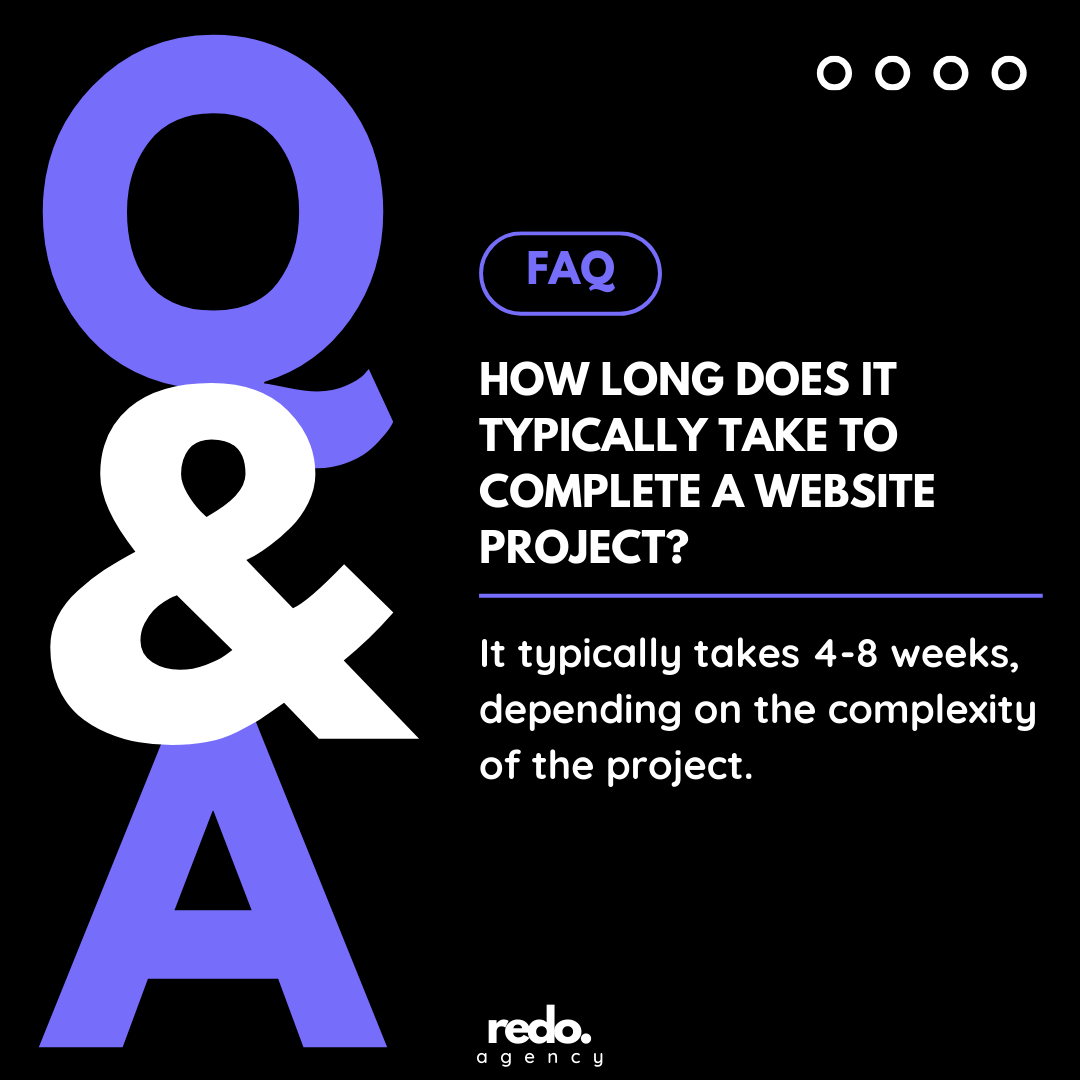 Q
&
A
FAQ
HOW LONG DOES IT
TYPICALLY TAKE TO
COMPLETE A WEBSITE
PROJECT?
It typically takes 4-8 weeks,
depending on the complexity
of the project.
redo.
agency